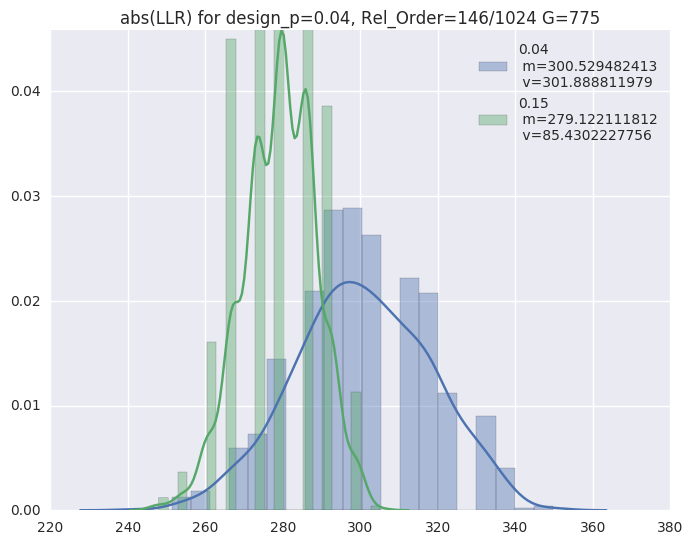 abs(LLR) for design_p=0.04, Rel_Order=146/1024 G=775
0.04
m=300.529482413
v=301.888811979
0.15
m=279.122111812
v=85.4302227756
0.04
0.03
0.02
0.01
0.00
220 240 260 280 300 320 340 360 380